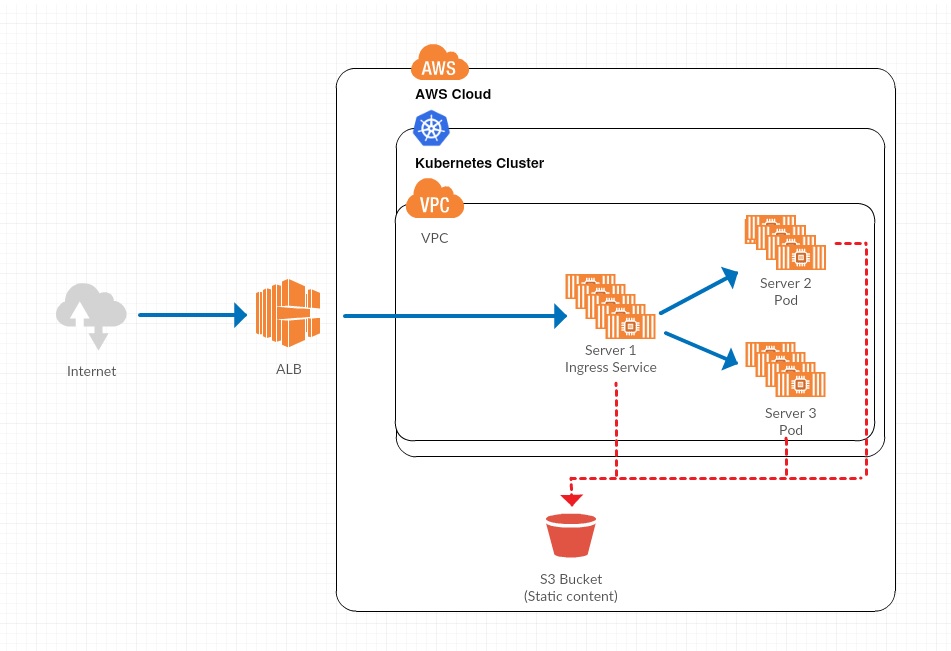 AWS
AWS Cloud
Kubernetes Cluster
VPC
VPC
Internet
ALB
Server 1
Ingress Service
Server 2
Pod
Server 3
Pod
S3 Bucket
(Static content)